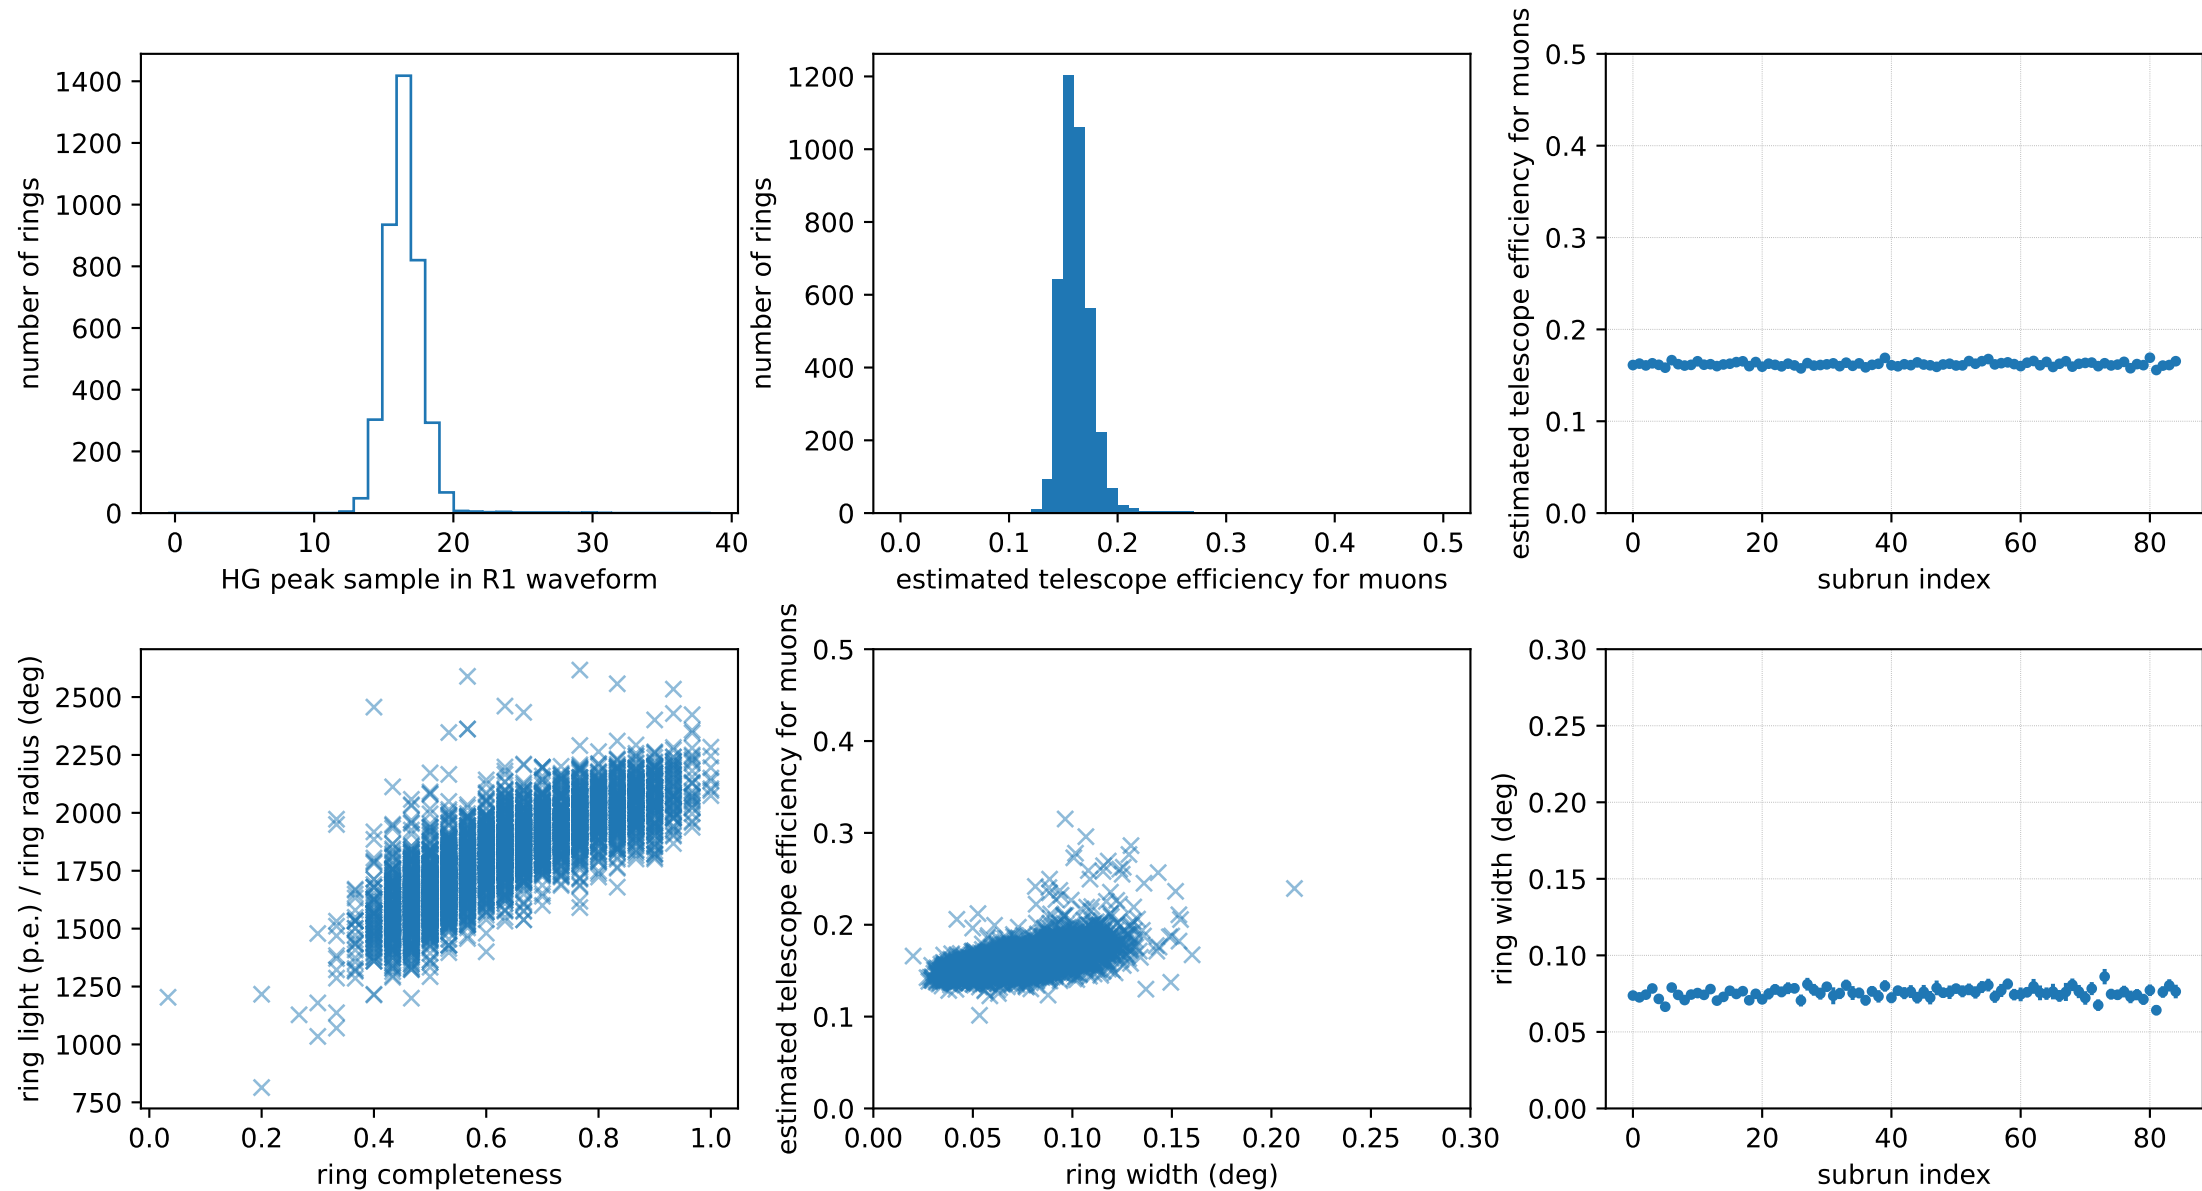 number of rings
1400
1200
1000
800
600
400
200
0
0 10 20 30 40
HG peak sample in R1 waveform
number of rings
1200
1000
800
600
400
200
0
0.0 0.1 0.2 0.3 0.4 0.5
estimated telescope efficiency for muons
estimated telescope efficiency for muons
0.5
0.4
0.3
0.2
0.1
0.0
0 20 40 60 80
subrun index
ring light (p.e.) / ring radius (deg)
2500
2250
2000
1750
1500
1250
1000
750
0.0 0.2 0.4 0.6 0.8 1.0
ring completeness
estimated telescope efficiency for muons
0.5
0.4
0.3
0.2
0.1
0.0
0.00 0.05 0.10 0.15 0.20 0.25 0.30
ring width (deg)
ring width (deg)
0.30
0.25
0.20
0.15
0.10
0.05
0.00
0 20 40 60 80
subrun index